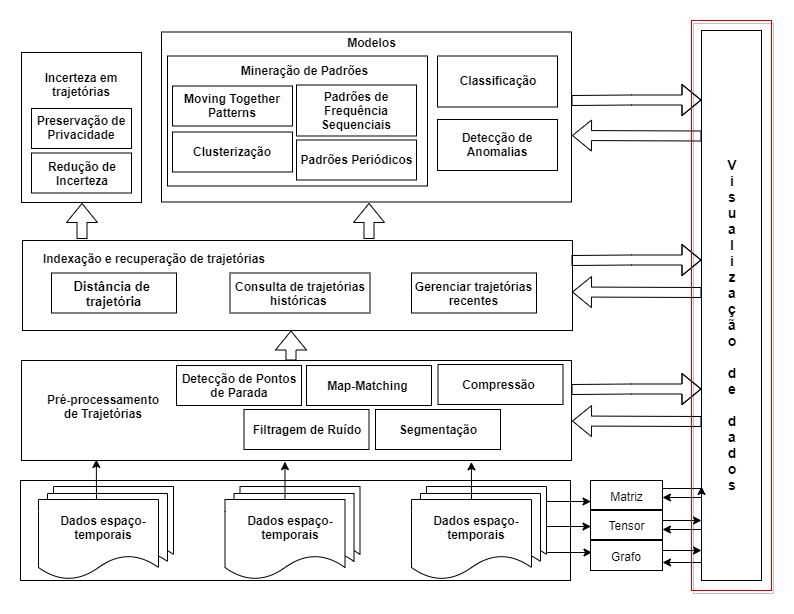 Modelos
Incerteza em
trajetórias
Preservação de
Privacidade
Redução de
Incerteza
Mineração de Padrões
Moving Together
Patterns
Padrões de
Frequência
Sequenciais
Clusterização
Padrões Periódicos
Classificação
Detecção de
Anomalias
Indexação e recuperação de trajetórias
Distância de
trajetória
Consulta de trajetórias
históricas
Gerenciar trajetórias
recentes
Pré-processamento
de Trajetórias
Detecção de Pontos
de Parada
Map-Matching
Compressão
Filtragem de Ruído
Segmentação
Dados espaço-
temporais
Dados espaço-
temporais
Dados espaço-
temporais
Matriz
Tensor
Grafo
Visualização de dados